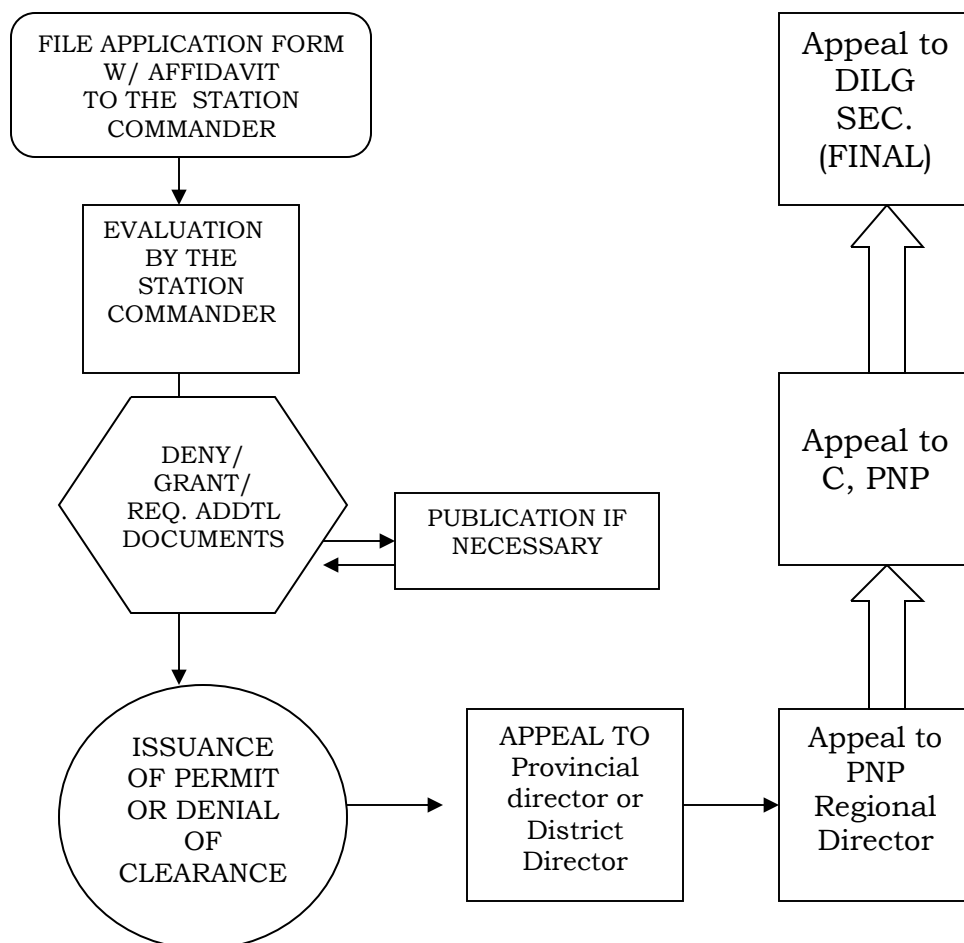 FILE APPLICATION FORM
W/ AFFIDAVIT
TO THE STATION
COMMANDER
EVALUATION
BY THE
STATION
COMMANDER
DENY/
GRANT/
REQ. ADDTL
DOCUMENTS
PUBLICATION IF
NECESSARY
ISSUANCE
OF PERMIT
OR DENIAL
OF
CLEARANCE
APPEAL TO
Provincial
director or
District
Director
Appeal to
PNP
Regional
Director
Appeal to
C, PNP
Appeal to
DILG
SEC.
(FINAL)